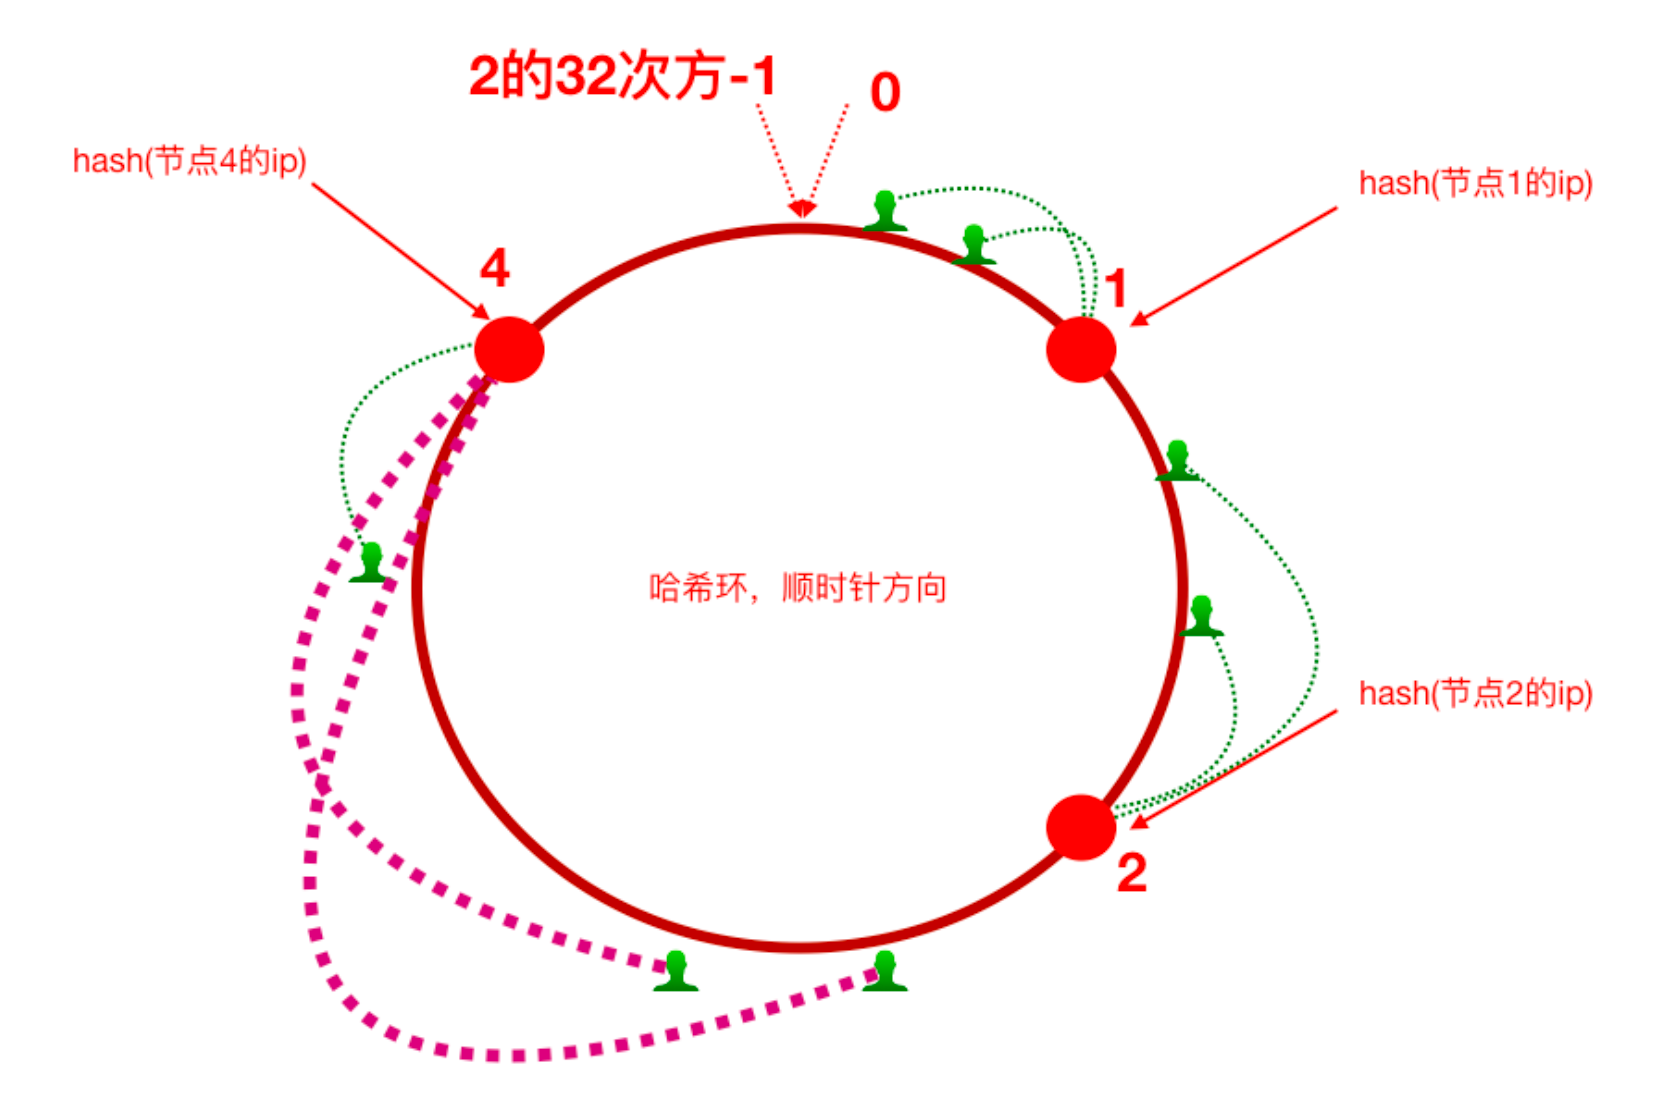 2的32次方-1
0
hash(节点4的ip)
hash(节点1的ip)
4
1
哈希环，顺时针方向
hash(节点2的ip)
2